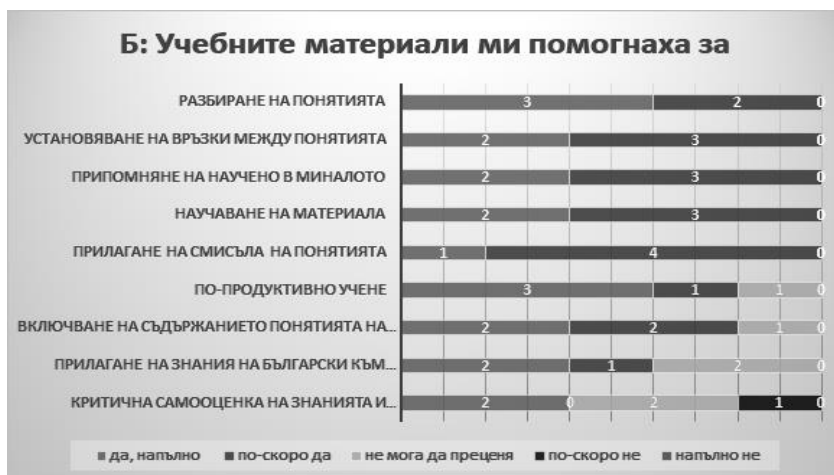 Б: Учебните материали ми помогнаха за
РАЗБИРАНЕ НА ПОНЯТИЯТА 3 2 0
УСТАНОВЯВАНЕ НА ВРЪЗКИ МЕЖДУ ПОНЯТИЯТА 2 3 0
ПРИПОМНЯНЕ НА НАУЧЕНО В МИНАЛОТО 2 3 0
НАУЧАВАНЕ НА МАТЕРИАЛА 2 3 0
ПРИЛАГАНЕ НА СМИСЪЛА НА ПОНЯТИЯТА 1 4 0
ПО-ПРОДУКТИВНО УЧЕНЕ 3 1 1 0
ВКЛЮЧВАНЕ НА СЪДЪРЖАНИЕТО ПОНЯТИЯТА НА... 2 2 1 0
ПРИЛАГАНЕ НА ЗНАНИЯ НА БЪЛГАРСКИ КЪМ... 2 1 2 0
КРИТИЧНА САМООЦЕНКА НА ЗНАНИЯТА И... 2 0 2 1 0
да, напълно по-скоро да не мога да преценя по-скоро не напълно не